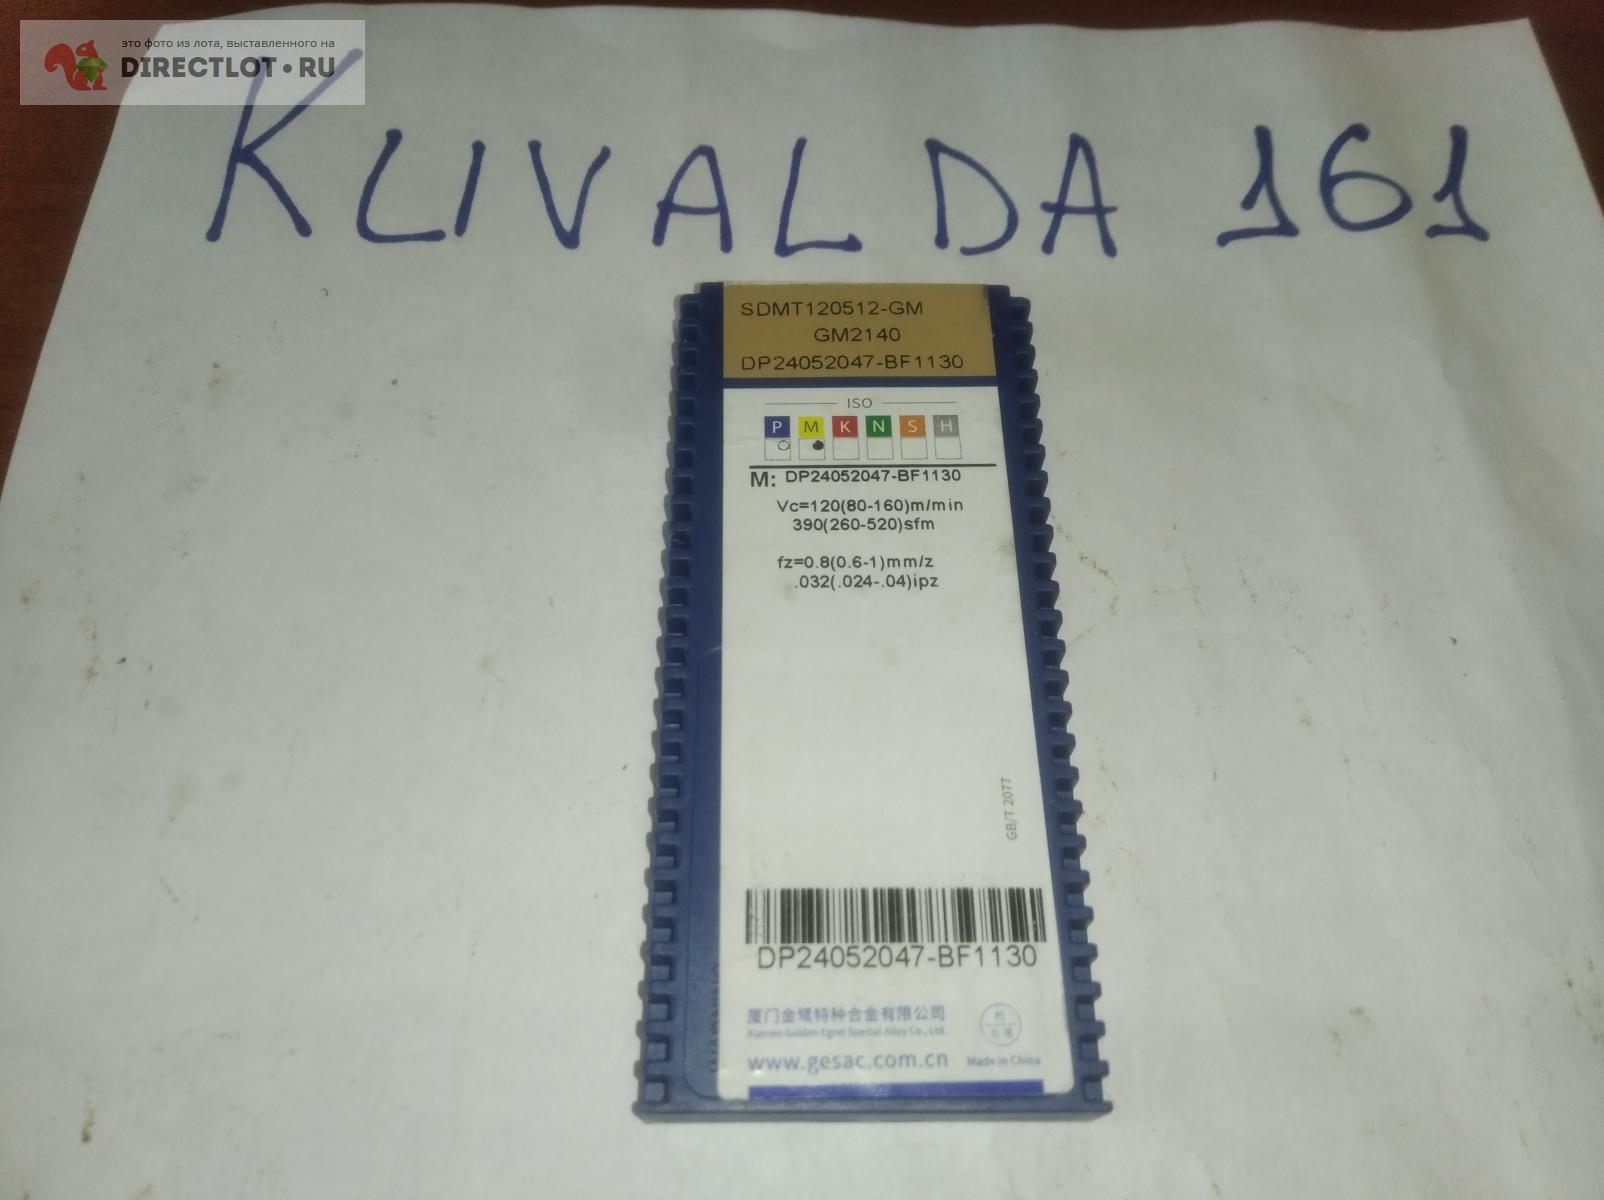 это фото из лота, выставленного на
DIRECTLOT•RU
KLIVALDA 161
SDMT120512-GM
GM2140
DP24052047-BF1130
ISO
P M K N S H
M: DP24052047-BF1130
Vc=120(80-160)m/min
390(260-520)sfm
fz=0.8(0.6-1)mm/z
.032(.024-.04)ipz
GB/T 2077
DP24052047-BF1130
厦门金鹭特种合金有限公司
Xiamen Golden Egret Special Alloy Co., Ltd.
www.gesac.com.cn Made in China